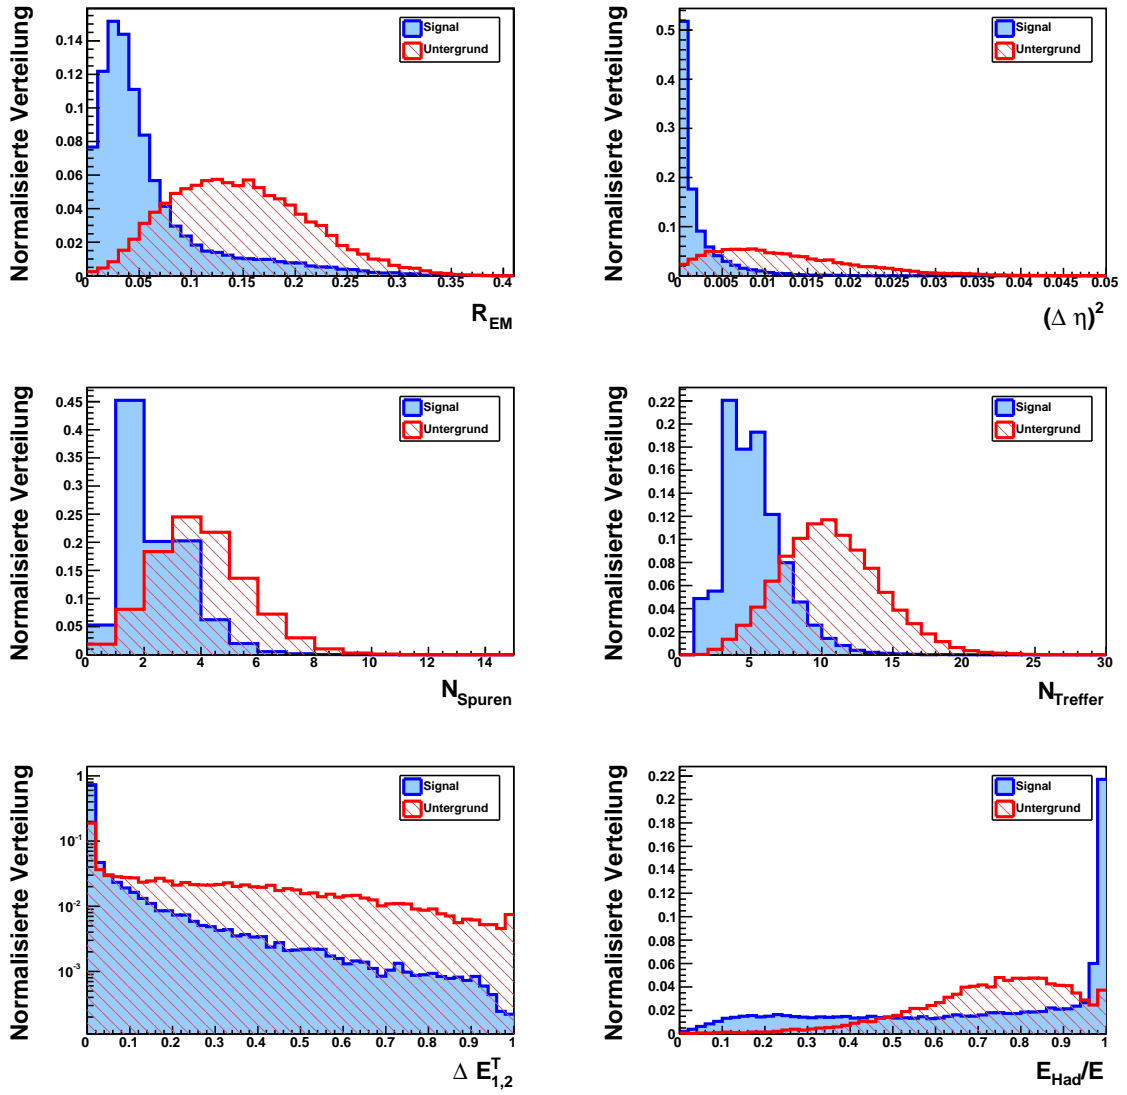 Normalisierte Verteilung
0.14
0.12
0.1
0.08
0.06
0.04
0.02
0
Signal
Untergrund
0 0.05 0.1 0.15 0.2 0.25 0.3 0.35 0.4
R_EM
Normalisierte Verteilung
0.5
0.4
0.3
0.2
0.1
0
Signal
Untergrund
0 0.005 0.01 0.015 0.02 0.025 0.03 0.035 0.04 0.045 0.05
(Δ η)²
Normalisierte Verteilung
0.45
0.4
0.35
0.3
0.25
0.2
0.15
0.1
0.05
0
Signal
Untergrund
0 2 4 6 8 10 12 14
N_Spuren
Normalisierte Verteilung
0.22
0.2
0.18
0.16
0.14
0.12
0.1
0.08
0.06
0.04
0.02
0
Signal
Untergrund
0 5 10 15 20 25 30
N_Treffer
Normalisierte Verteilung
1
10⁻¹
10⁻²
10⁻³
Signal
Untergrund
0 0.1 0.2 0.3 0.4 0.5 0.6 0.7 0.8 0.9 1
Δ E^T_1,2
Normalisierte Verteilung
0.22
0.2
0.18
0.16
0.14
0.12
0.1
0.08
0.06
0.04
0.02
0
Signal
Untergrund
0 0.1 0.2 0.3 0.4 0.5 0.6 0.7 0.8 0.9 1
E_Had/E